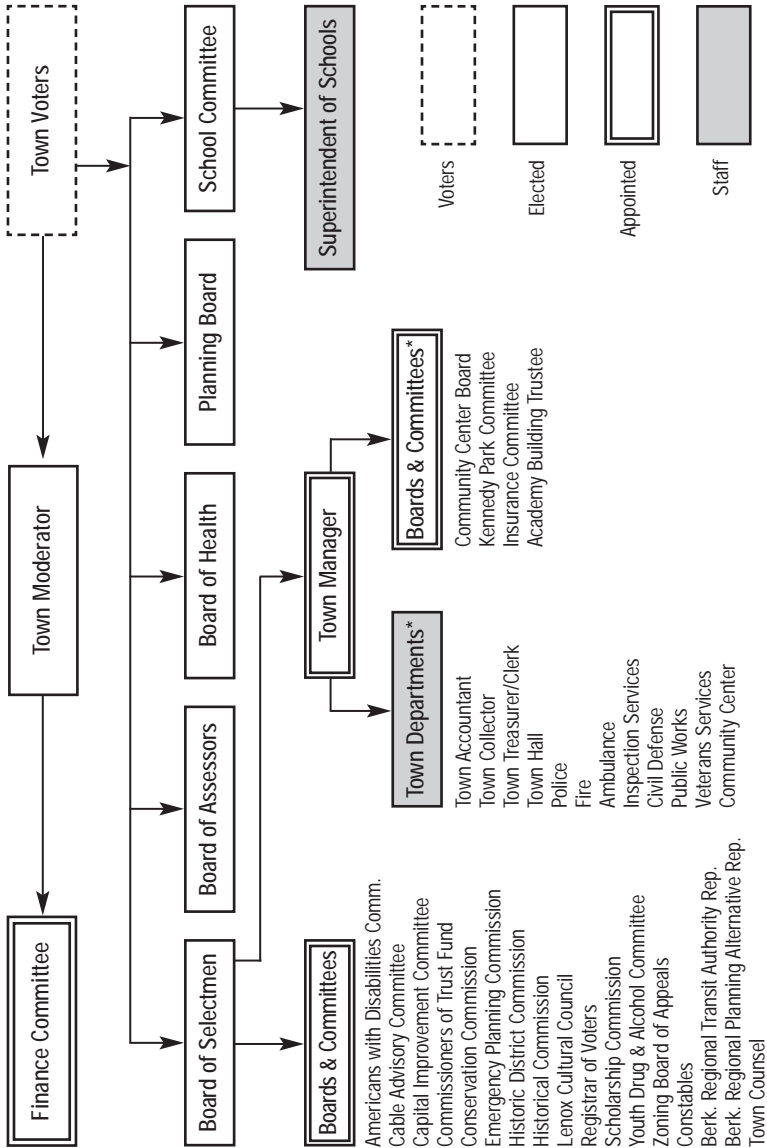 Town Voters
Town Moderator
Finance Committee
Board of Selectmen
Board of Assessors
Board of Health
Planning Board
School Committee
Boards & Committees
Americans with Disabilities Comm.
Cable Advisory Committee
Capital Improvement Committee
Commissioners of Trust Fund
Conservation Commission
Emergency Planning Commission
Historic District Commission
Historical Commission
Lenox Cultural Council
Registrar of Voters
Scholarship Commission
Youth Drug & Alcohol Committee
Zoning Board of Appeals
Constables
Berk. Regional Transit Authority Rep.
Berk. Regional Planning Alternative Rep.
Town Counsel
Town Manager
Town Departments*
Town Accountant
Town Collector
Town Treasurer/Clerk
Town Hall
Police
Fire
Ambulance
Inspection Services
Civil Defense
Public Works
Veterans Services
Community Center
Boards & Committees*
Community Center Board
Kennedy Park Committee
Insurance Committee
Academy Building Trustee
Superintendent of Schools
Voters
Elected
Appointed
Staff